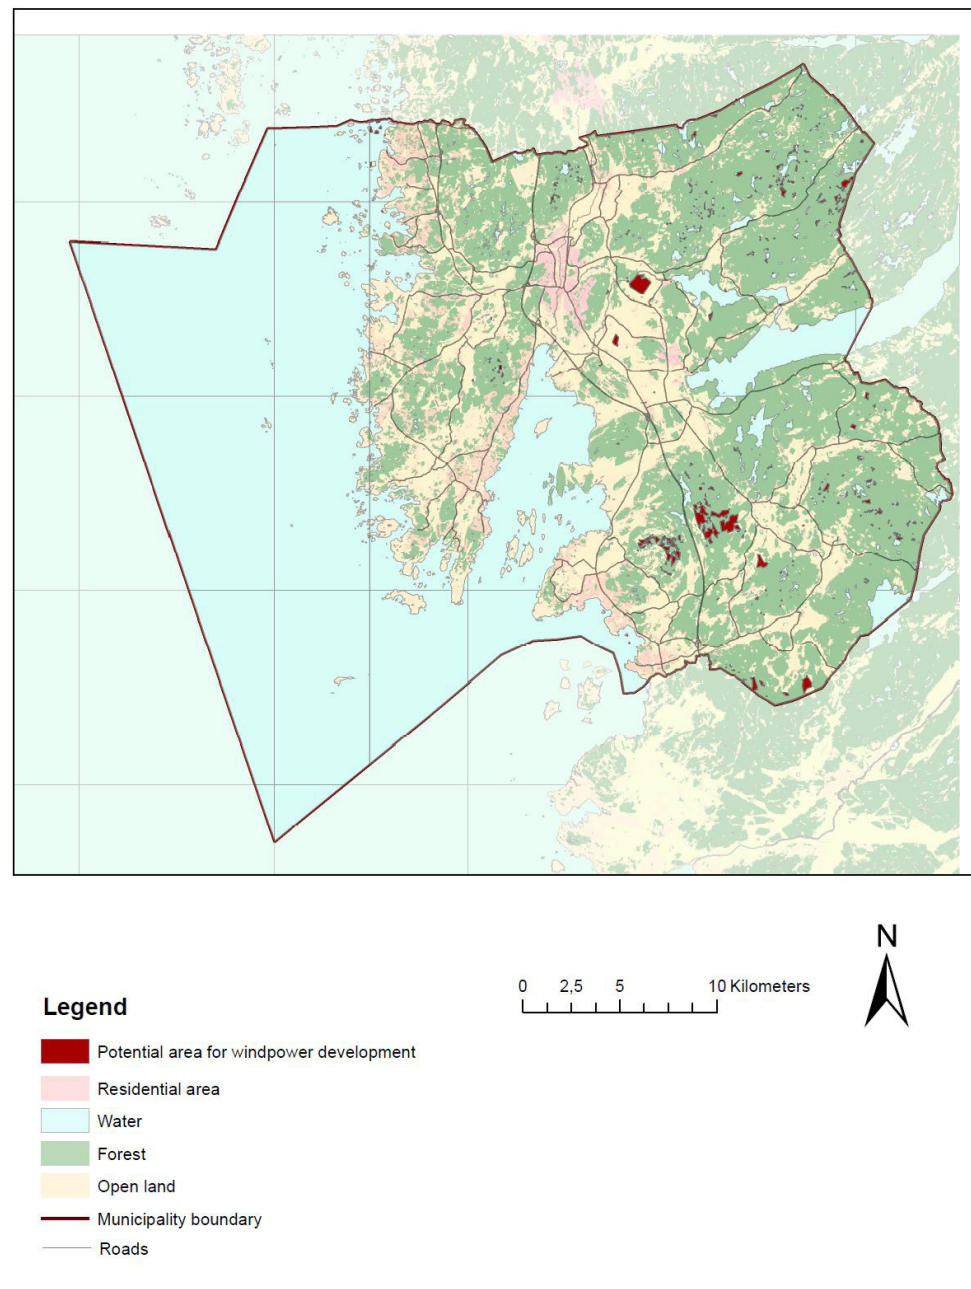 N
0 2,5 5 10 Kilometers
Legend
Potential area for windpower development
Residential area
Water
Forest
Open land
Municipality boundary
Roads